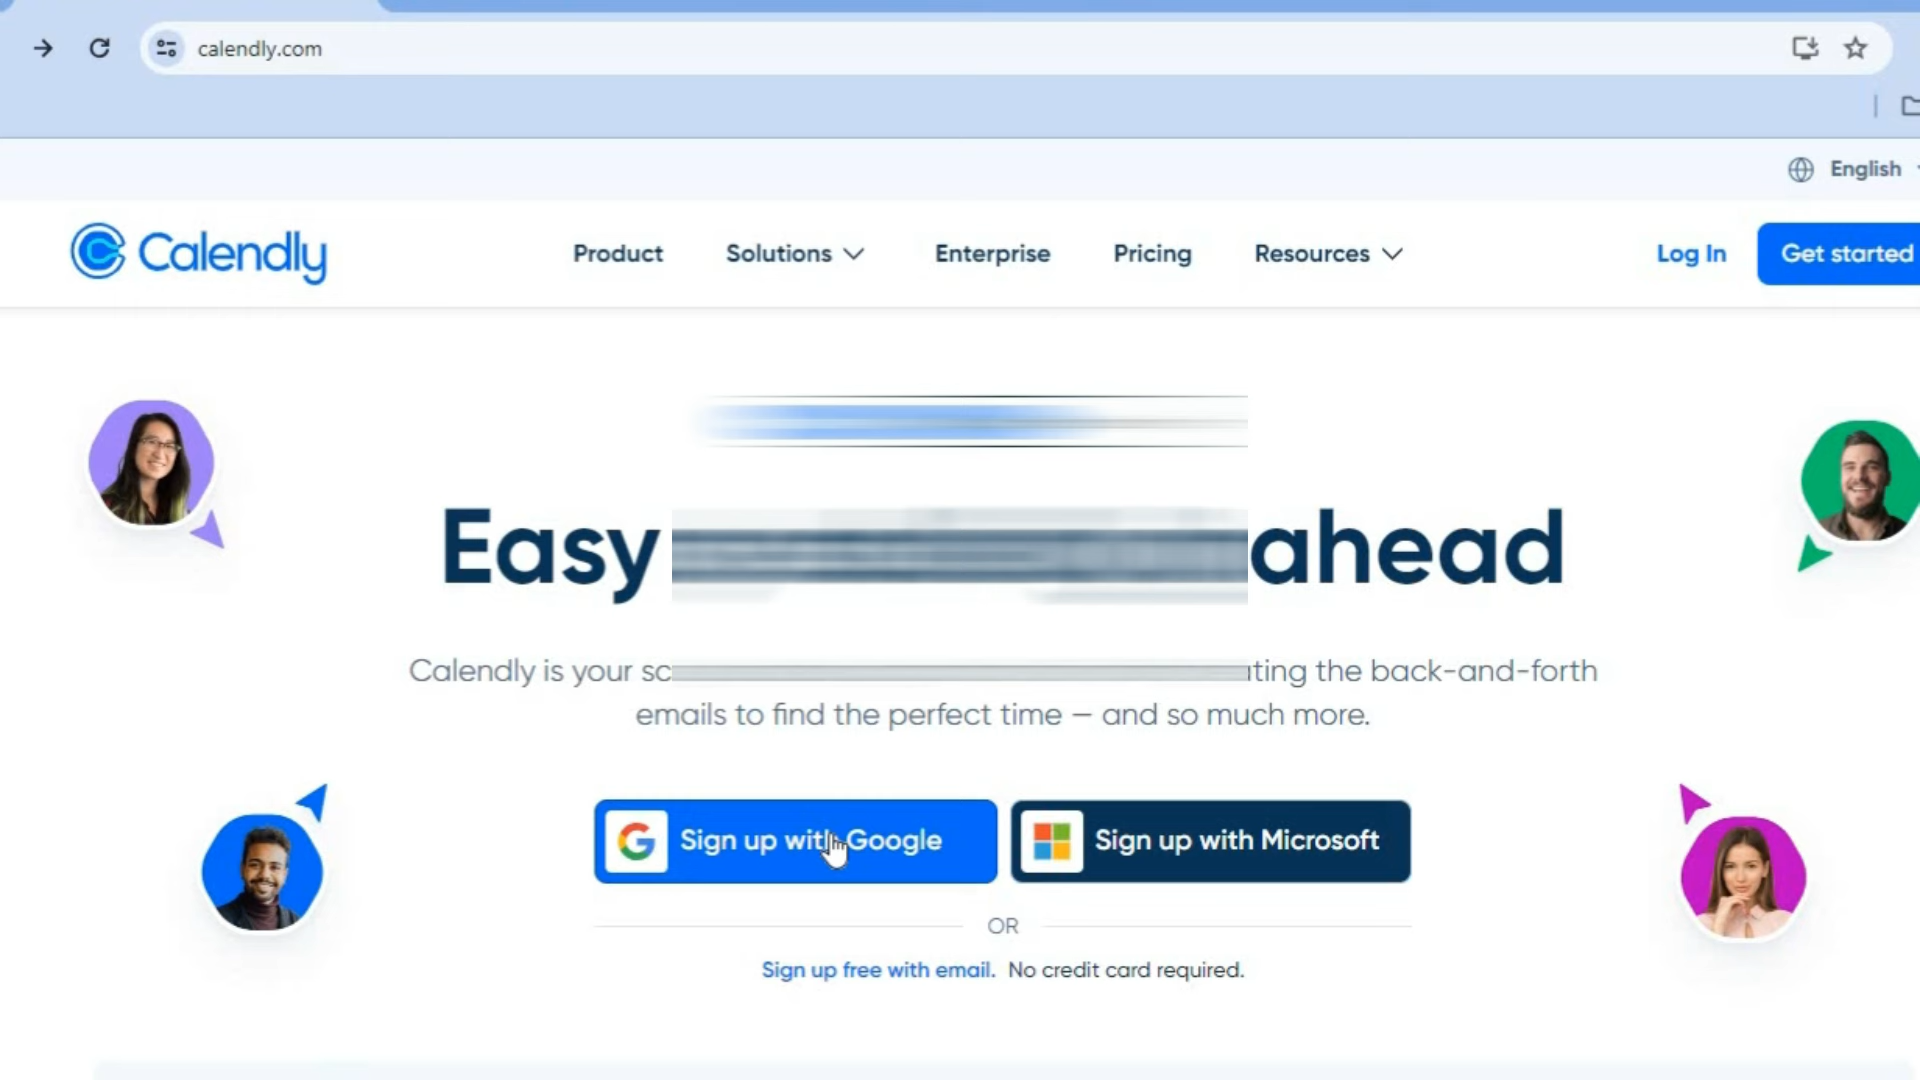 calendly.com
English
Calendly
Product Solutions Enterprise Pricing Resources Log In Get started
Easy ahead
Calendly is your the back-and-forth
emails to find the perfect time — and so much more.
Sign up with Google Sign up with Microsoft
OR
Sign up free with email. No credit card required.